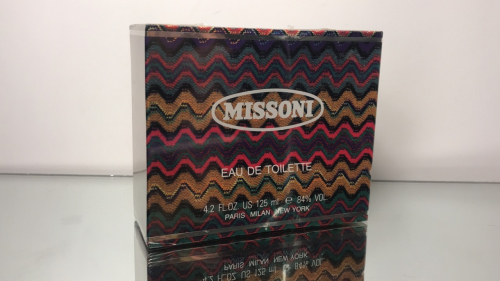 MISSONI
EAU DE TOILETTE
4.2 FL.OZ. US 125 ml ℮ 84% VOL
PARIS MILAN NEW YORK